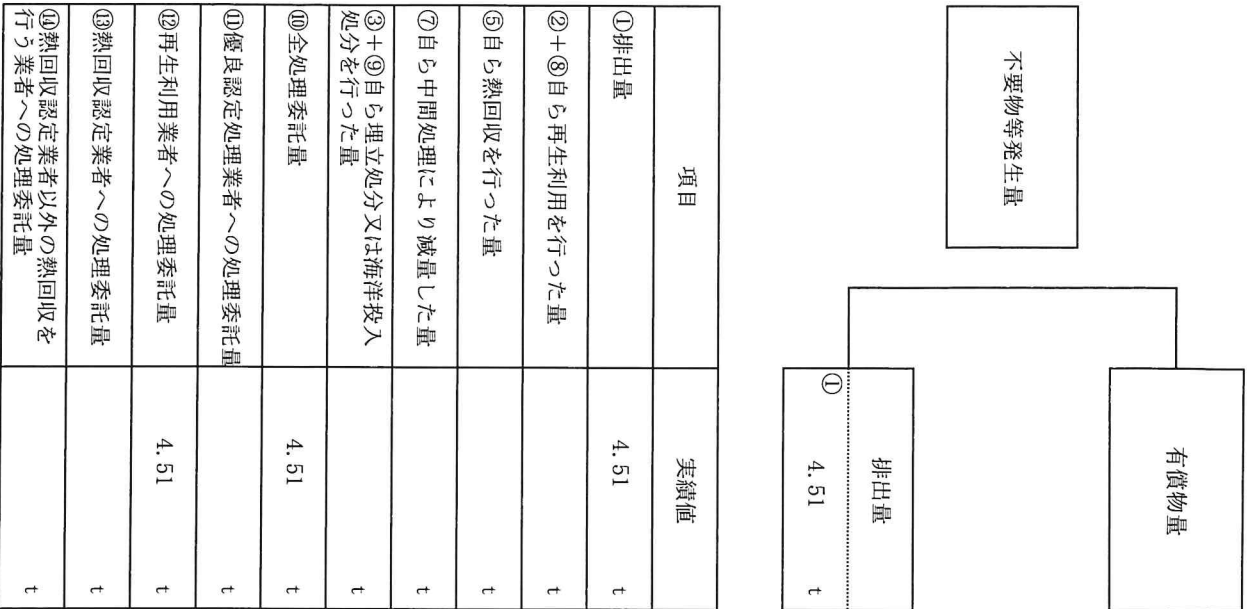 不要物等発生量
有償物量
排出量
①
4.51 t
項目 実績値
①排出量 4.51 t
②+⑧自ら再生利用を行った量 t
⑤自ら熱回収を行った量 t
⑦自ら中間処理により減量した量 t
③+⑨自ら埋立処分又は海洋投入
処分を行った量 t
⑩全処理委託量 4.51 t
⑪優良認定処理業者への処理委託量 t
⑫再生利用業者への処理委託量 4.51 t
⑬熱回収認定業者への処理委託量 t
⑭熱回収認定業者以外の熱回収を
行う業者への処理委託量 t